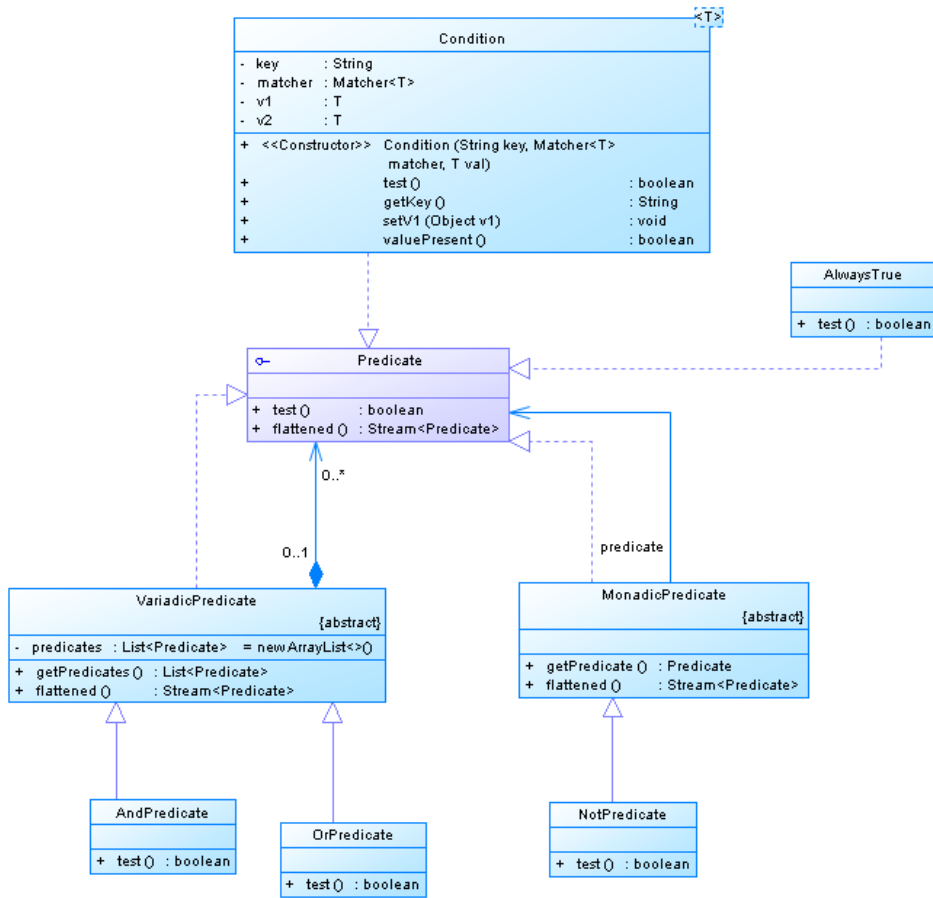 <T>
Condition
- key : String
- matcher : Matcher<T>
- v1 : T
- v2 : T
+ <<Constructor>> Condition (String key, Matcher<T>
matcher, T val)
+ test () : boolean
+ getKey () : String
+ setV1 (Object v1) : void
+ valuePresent () : boolean
AlwaysTrue
+ test () : boolean
Predicate
+ test () : boolean
+ flattened () : Stream<Predicate>
0..*
0..1
predicate
VariadicPredicate
{abstract}
- predicates : List<Predicate> = new ArrayList<>()
+ getPredicates () : List<Predicate>
+ flattened () : Stream<Predicate>
MonadicPredicate
{abstract}
+ getPredicate () : Predicate
+ flattened () : Stream<Predicate>
AndPredicate
+ test () : boolean
OrPredicate
+ test () : boolean
NotPredicate
+ test () : boolean